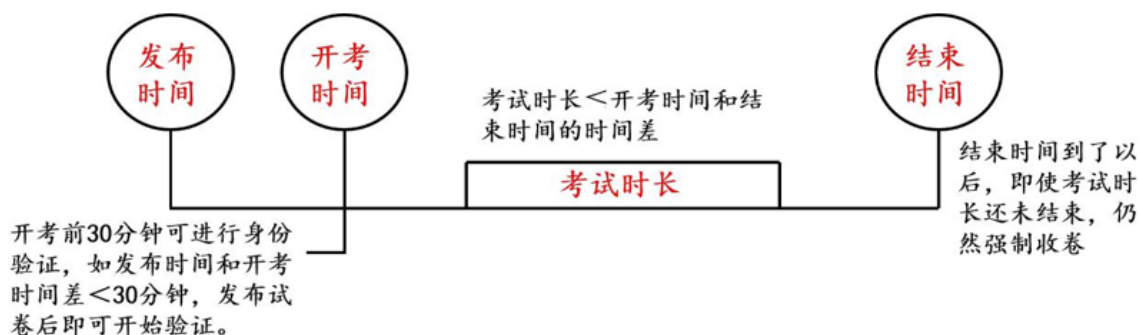 发布
时间
开考
时间
结束
时间
考试时长＜开考时间和结
束时间的时间差
考试时长
结束时间到了以
后，即使考试时
长还未结束，仍
然强制收卷
开考前30分钟可进行身份
验证，如发布时间和开考
时间差＜30分钟，发布试
卷后即可开始验证。